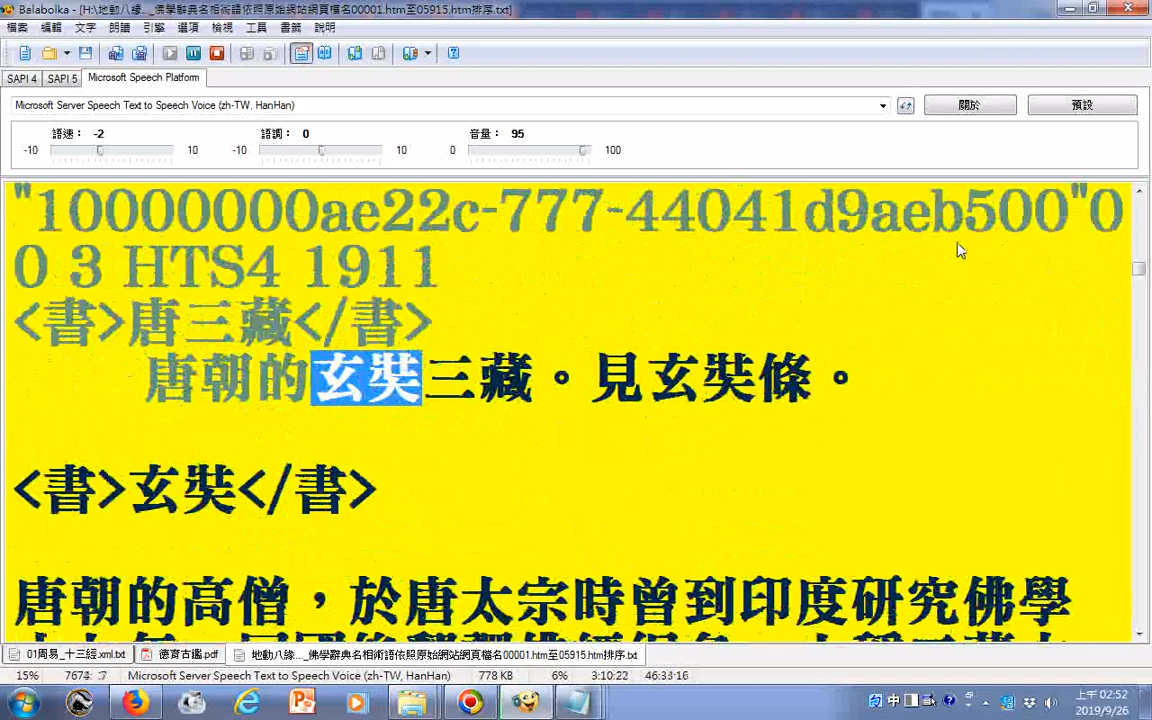 Balabolka - [H:\地動八緣..._佛學辭典名相術語依照原始網站網頁檔名00001.htm至05915.htm排序.txt]
檔案 編輯 文字 朗讀 引擎 選項 檢視 工具 書籤 說明
SAPI 4 SAPI 5 Microsoft Speech Platform
Microsoft Server Speech Text to Speech Voice (zh-TW, HanHan) 關於 預設
語速： -2 語調： 0 音量： 95
-10 10 -10 10 0 100
"10000000ae22c-777-44041d9aeb500"0
0 3 HTS4 1911
<書>唐三藏</書>
唐朝的玄奘三藏。見玄奘條。
<書>玄奘</書>
唐朝的高僧，於唐太宗時曾到印度研究佛學
01周易_十三經.xml.txt 德育古鑑.pdf 地動八緣..._佛學辭典名相術語依照原始網站網頁檔名00001.htm至05915.htm排序.txt
15% Microsoft Server Speech Text to Speech Voice (zh-TW, HanHan) 778 KB 6% 3:10:22 46:33:16
中 上午 02:52
2019/9/26